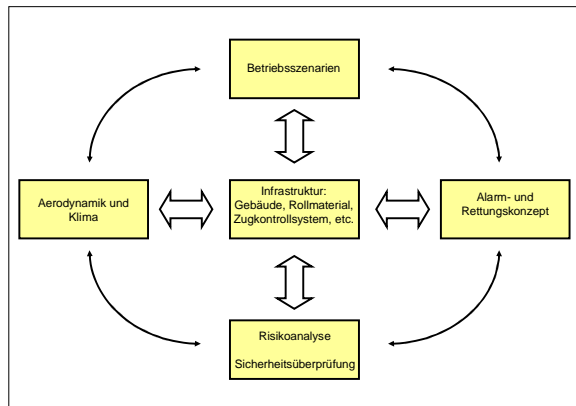 Betriebsszenarien
Aerodynamik und
Klima
Infrastruktur:
Gebäude, Rollmaterial,
Zugkontrollsystem, etc.
Alarm- und
Rettungskonzept
Risikoanalyse
Sicherheitsüberprüfung